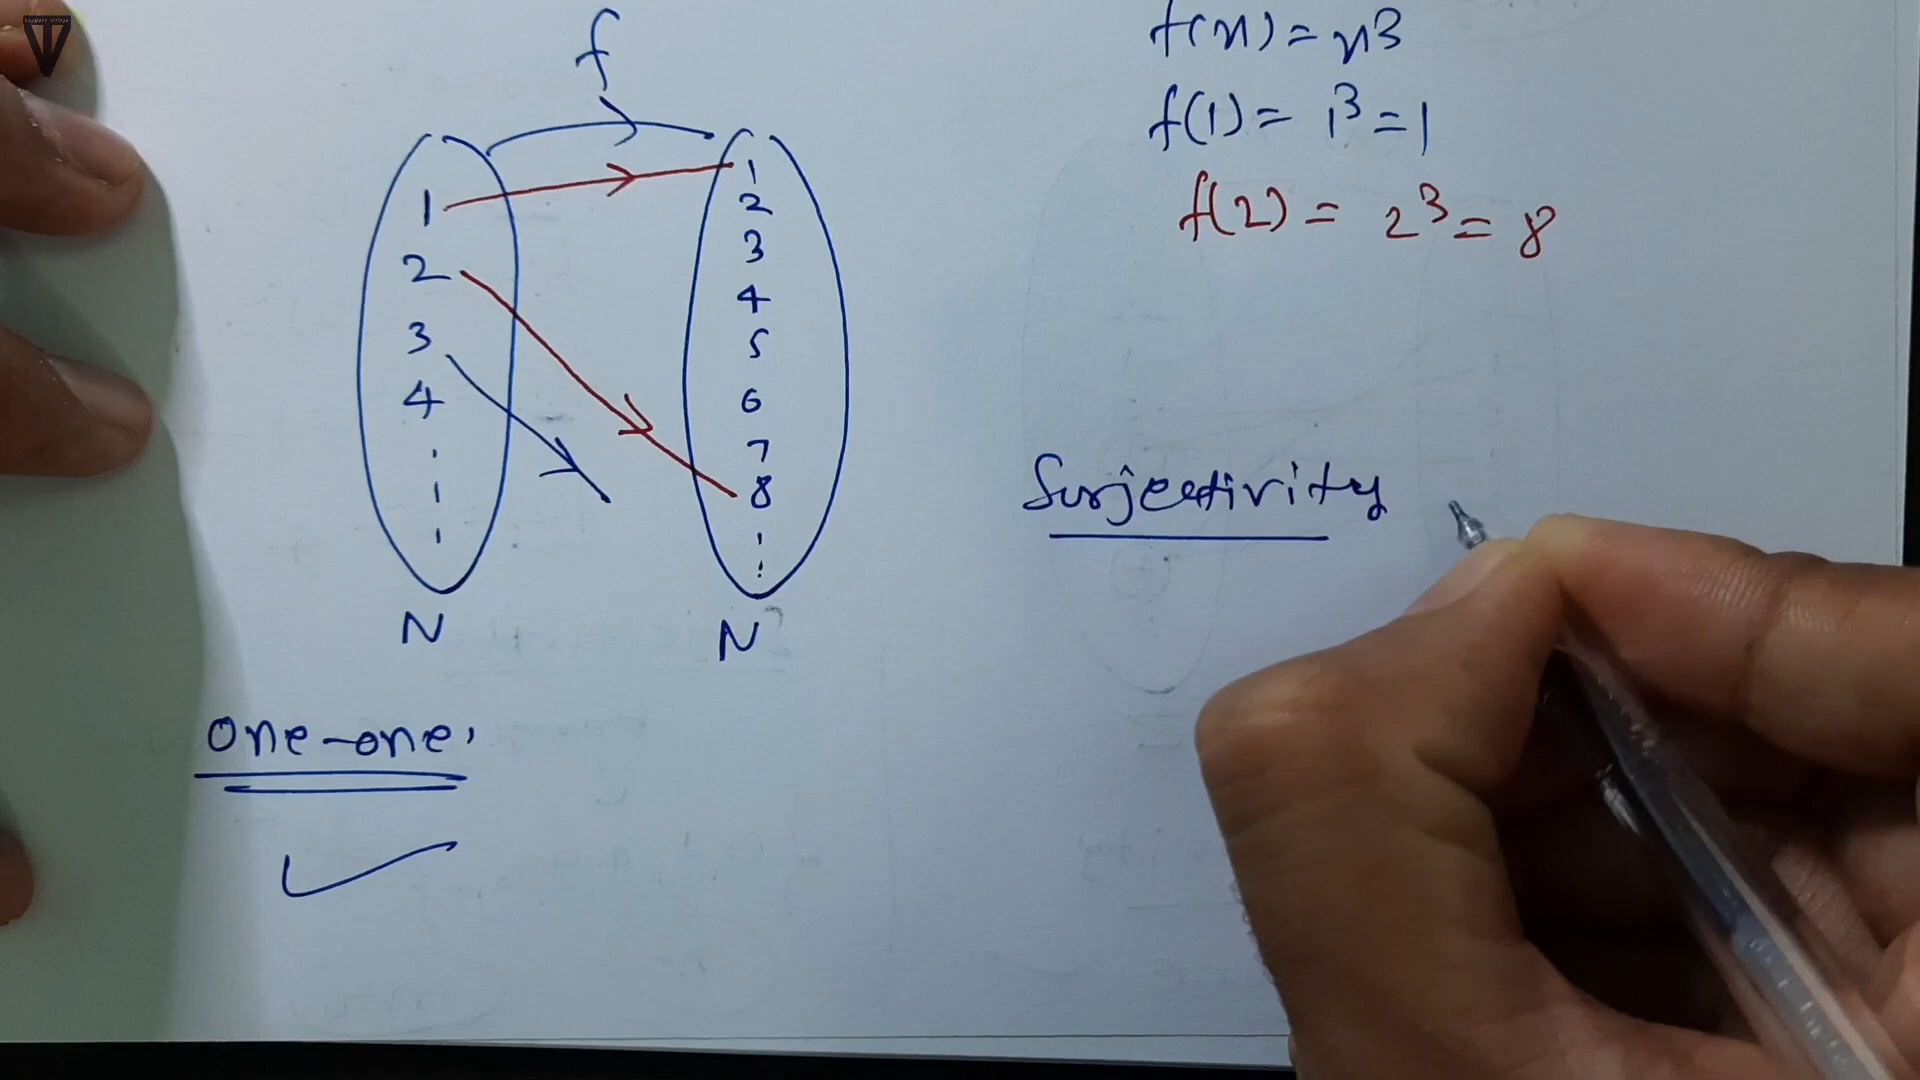 f
f(x) = x³
f(1) = 1³ = 1
f(2) = 2³ = 8
1
2
3
4
1
2
3
4
5
6
7
8
N
N
Surjectivity
one-one